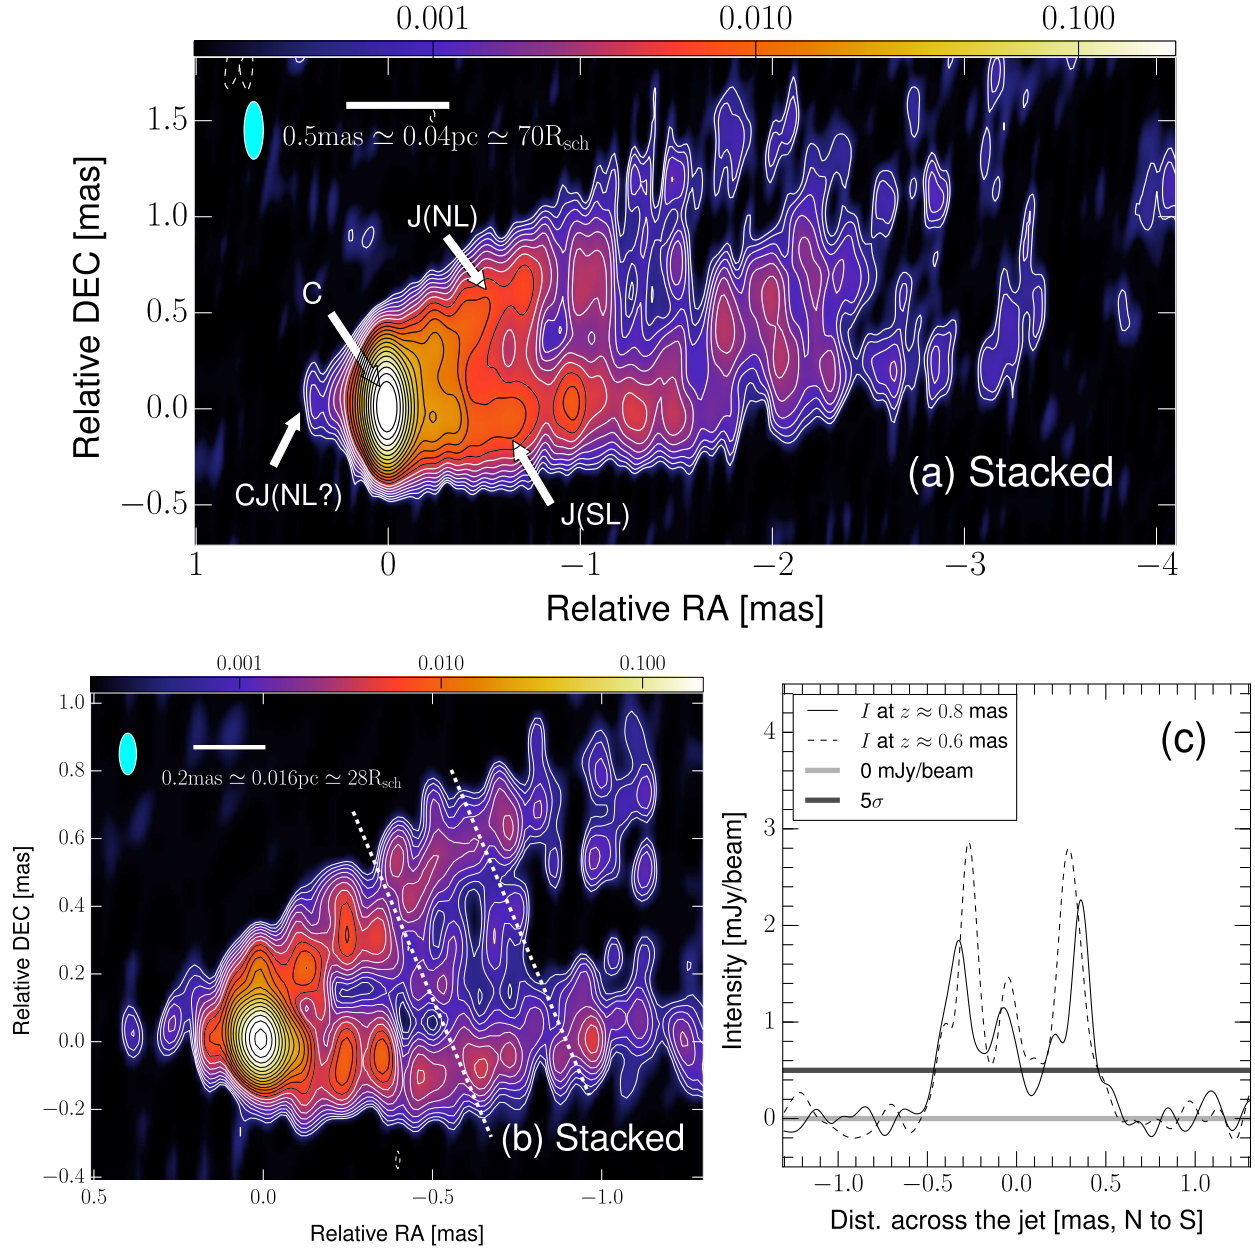 0.001 0.010 0.100
1.5
1.0
0.5
0.0
−0.5
Relative DEC [mas]
0.5mas ≃ 0.04pc ≃ 70R_sch
J(NL)
C
CJ(NL?)
J(SL)
(a) Stacked
1 0 −1 −2 −3 −4
Relative RA [mas]
0.001 0.010 0.100
1.0
0.8
0.6
0.4
0.2
0.0
−0.2
−0.4
Relative DEC [mas]
0.2mas ≃ 0.016pc ≃ 28R_sch
(b) Stacked
0.5 0.0 −0.5 −1.0
Relative RA [mas]
I at z ≈ 0.8 mas
I at z ≈ 0.6 mas
0 mJy/beam
5σ
(c)
4
3
2
1
0
Intensity [mJy/beam]
−1.0 −0.5 0.0 0.5 1.0
Dist. across the jet [mas, N to S]